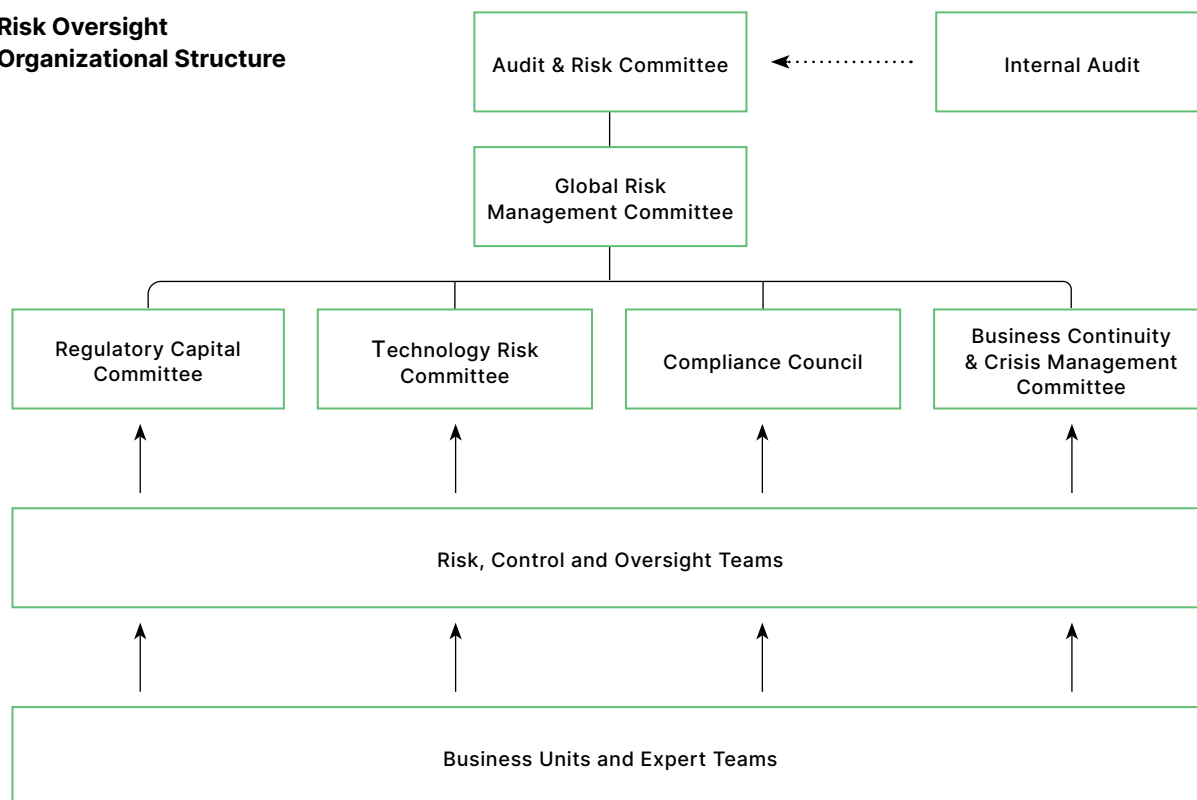 Risk Oversight
Organizational Structure
Audit & Risk Committee
Internal Audit
Global Risk
Management Committee
Regulatory Capital
Committee
Technology Risk
Committee
Compliance Council
Business Continuity
& Crisis Management
Committee
Risk, Control and Oversight Teams
Business Units and Expert Teams